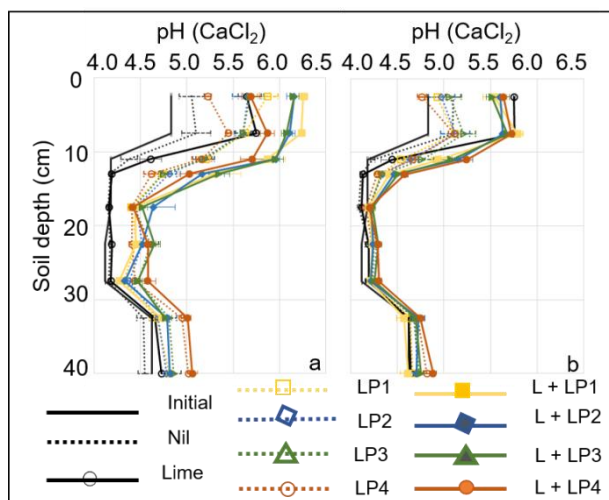 pH (CaCl₂)
pH (CaCl₂)
4.0 4.5 5.0 5.5 6.0 6.5
4.0 4.5 5.0 5.5 6.0 6.5
Soil depth (cm)
0
10
20
30
40
a
b
Initial
Nil
Lime
LP1
LP2
LP3
LP4
L + LP1
L + LP2
L + LP3
L + LP4